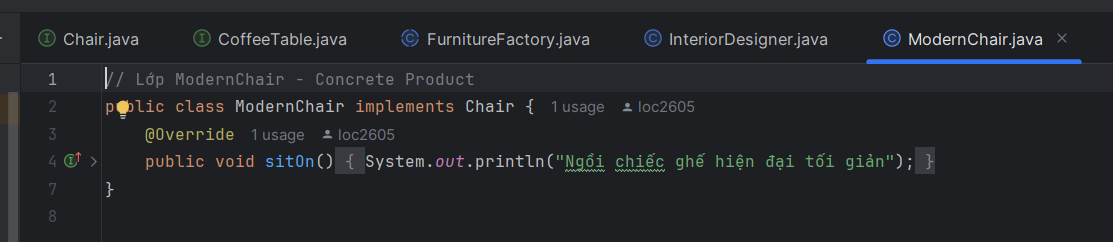 Chair.java CoffeeTable.java FurnitureFactory.java InteriorDesigner.java ModernChair.java
1 // Lớp ModernChair - Concrete Product
2 public class ModernChair implements Chair { 1 usage loc2605
3 @Override 1 usage loc2605
4 public void sitOn() { System.out.println("Ngồi chiếc ghế hiện đại tối giản"); }
7 }
8